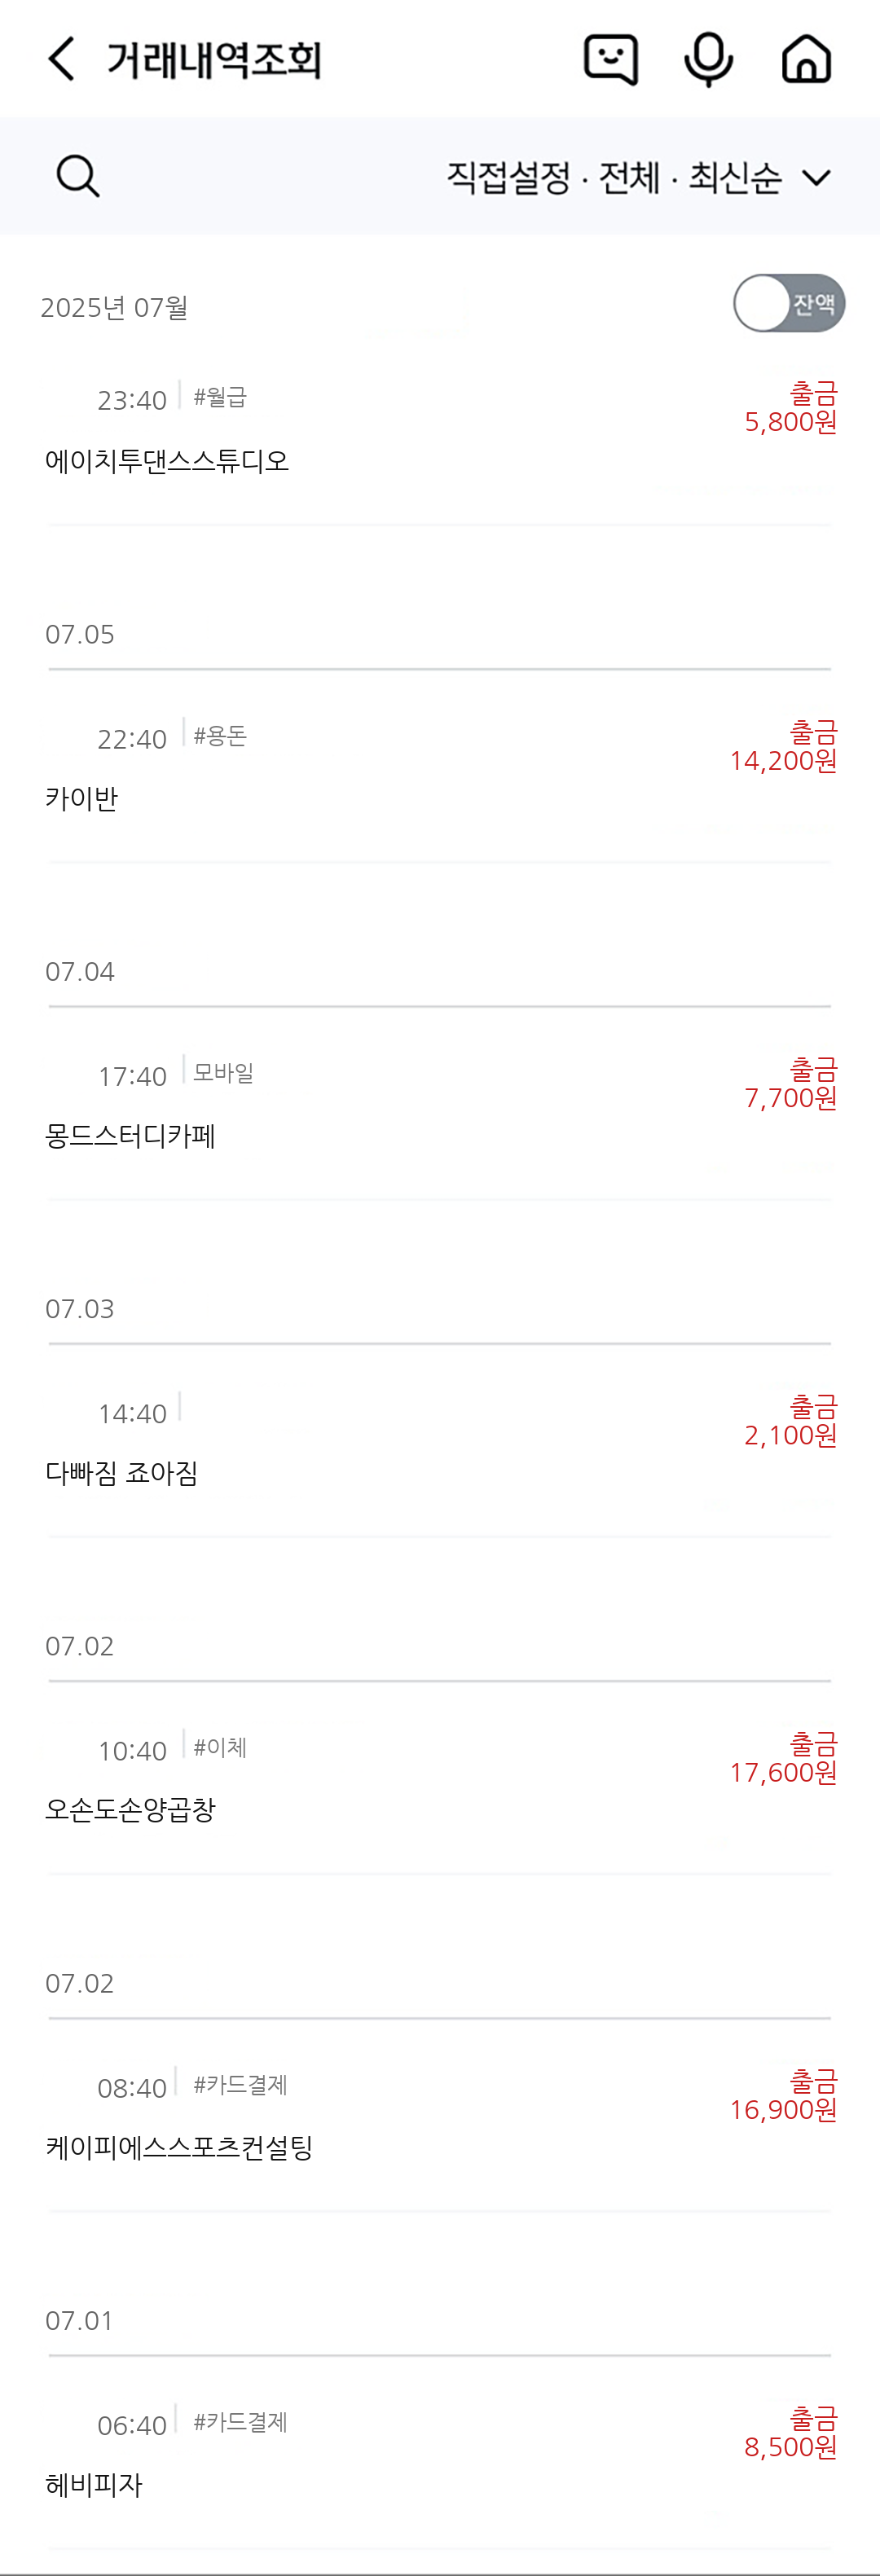 거래내역조회
직접설정 · 전체 · 최신순
2025년 07월
잔액
23:40 #월급
출금
5,800원
에이치투댄스스튜디오
07.05
22:40 #용돈
출금
14,200원
카이반
07.04
17:40 모바일
출금
7,700원
몽드스터디카페
07.03
14:40
출금
2,100원
다빠짐 죠아짐
07.02
10:40 #이체
출금
17,600원
오손도손양곱창
07.02
08:40 #카드결제
출금
16,900원
케이피에스스포츠컨설팅
07.01
06:40 #카드결제
출금
8,500원
헤비피자